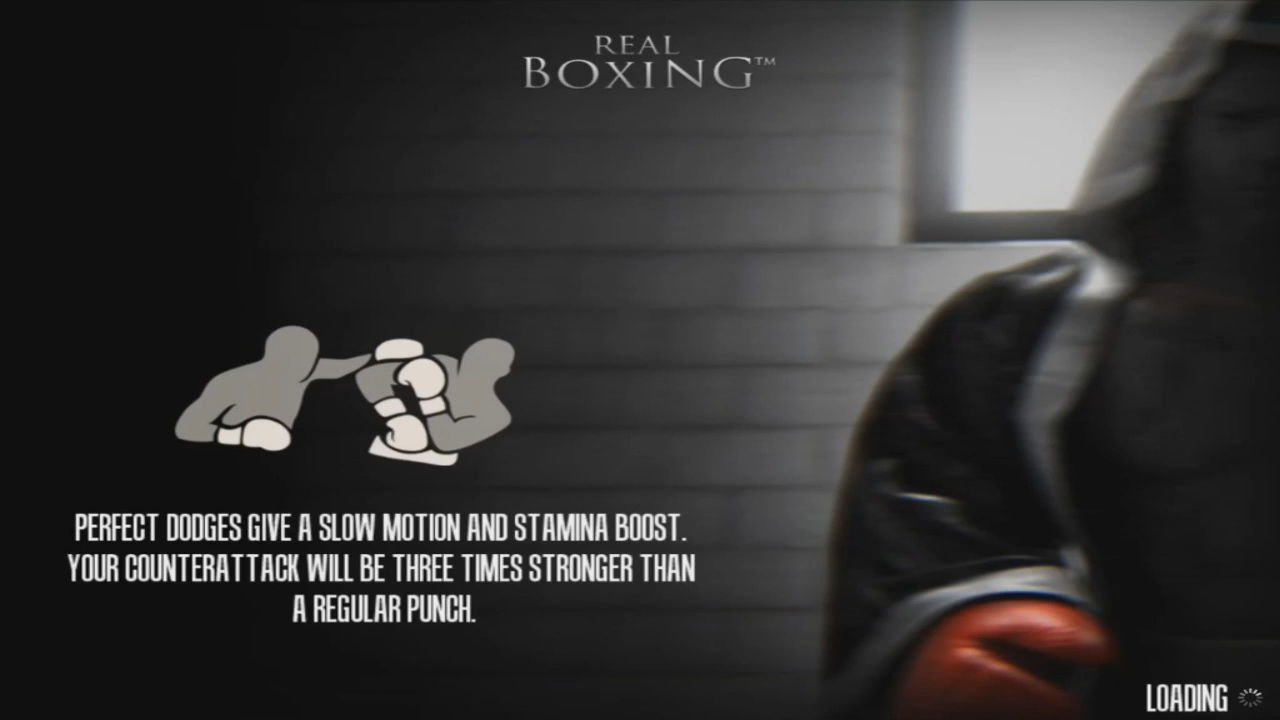 REAL
BOXING™
PERFECT DODGES GIVE A SLOW MOTION AND STAMINA BOOST.
YOUR COUNTERATTACK WILL BE THREE TIMES STRONGER THAN
A REGULAR PUNCH.
LOADING